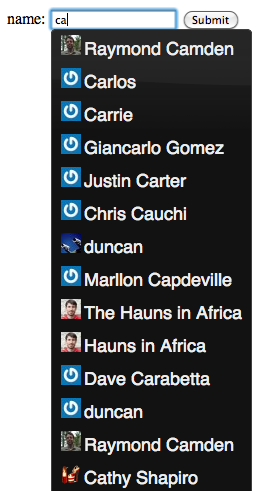 name: ca Submit
Raymond Camden
Carlos
Carrie
Giancarlo Gomez
Justin Carter
Chris Cauchi
duncan
Marllon Capdeville
The Hauns in Africa
Hauns in Africa
Dave Carabetta
duncan
Raymond Camden
Cathy Shapiro